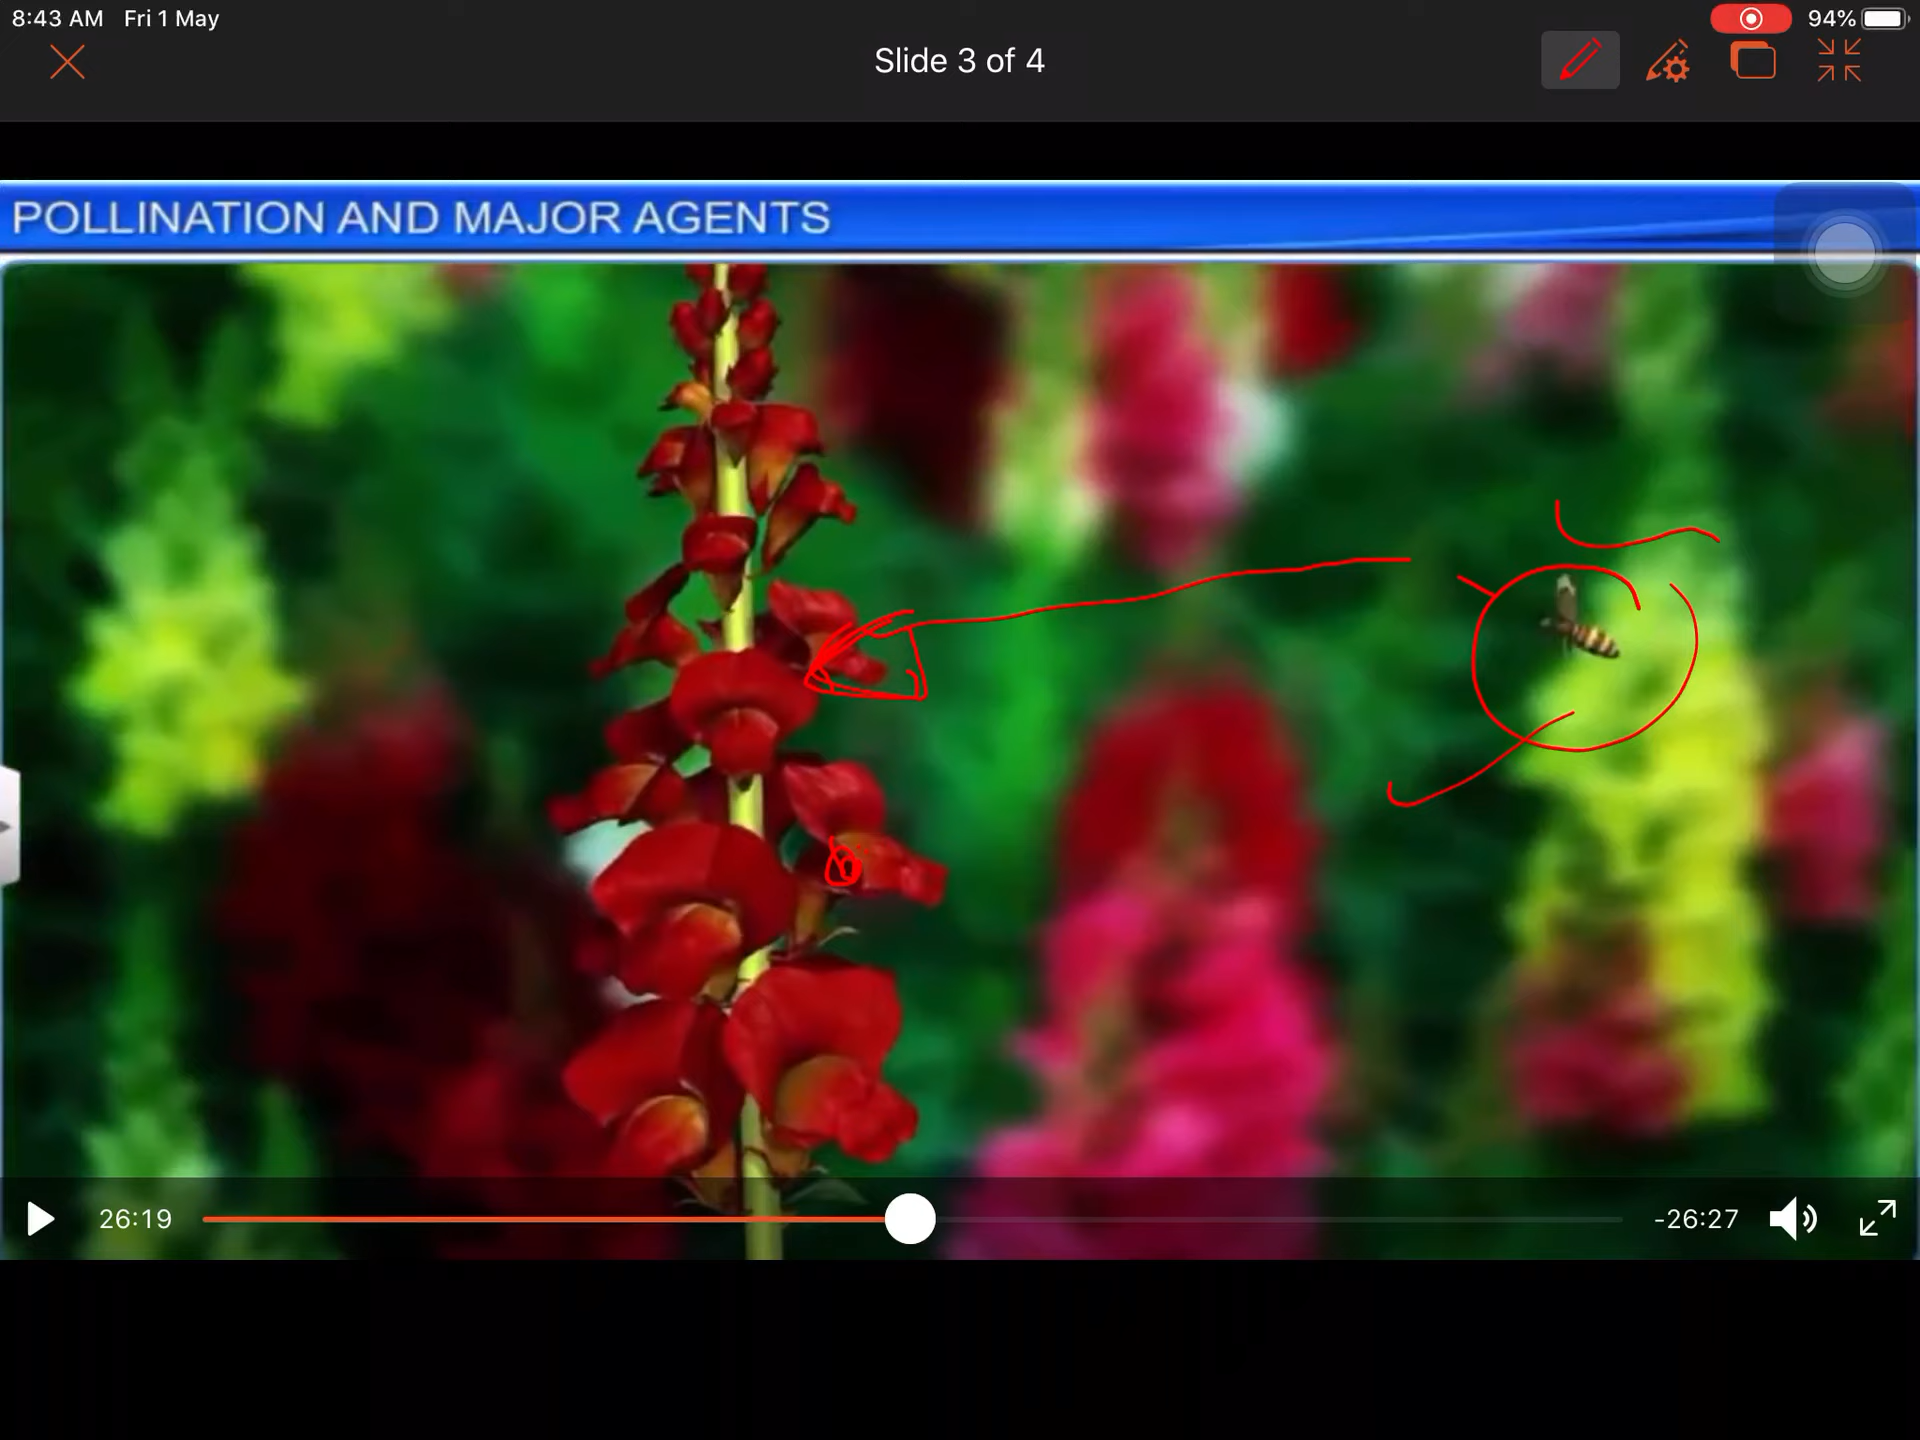 8:43 AM Fri 1 May 94%
Slide 3 of 4
POLLINATION AND MAJOR AGENTS
26:19 -26:27